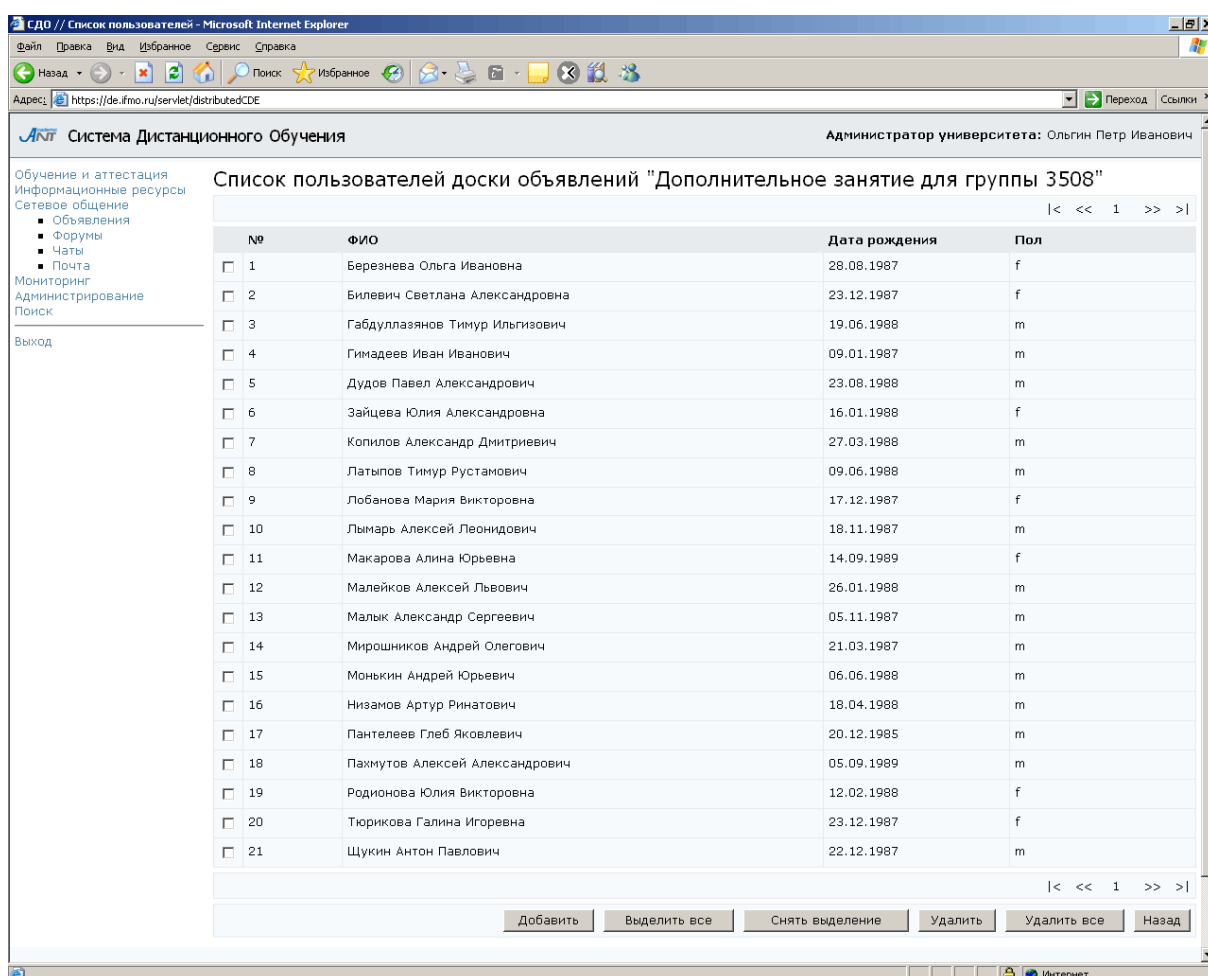 СДО // Список пользователей - Microsoft Internet Explorer
Файл Правка Вид Избранное Сервис Справка
Назад Поиск Избранное
Адрес: https://de.ifmo.ru/servlet/distributedCDE Переход Ссылки »
ANT Система Дистанционного Обучения Администратор университета: Ольгин Петр Иванович
Обучение и аттестация
Информационные ресурсы
Сетевое общение
Объявления
Форумы
Чаты
Почта
Мониторинг
Администрирование
Поиск
Выход
Список пользователей доски объявлений "Дополнительное занятие для группы 3508"
|< << 1 >> >|
№ ФИО Дата рождения Пол
1 Березнева Ольга Ивановна 28.08.1987 f
2 Билевич Светлана Александровна 23.12.1987 f
3 Габдуллазянов Тимур Ильгизович 19.06.1988 m
4 Гимадеев Иван Иванович 09.01.1987 m
5 Дудов Павел Александрович 23.08.1988 m
6 Зайцева Юлия Александровна 16.01.1988 f
7 Копилов Александр Дмитриевич 27.03.1988 m
8 Латыпов Тимур Рустамович 09.06.1988 m
9 Лобанова Мария Викторовна 17.12.1987 f
10 Лымарь Алексей Леонидович 18.11.1987 m
11 Макарова Алина Юрьевна 14.09.1989 f
12 Малейков Алексей Львович 26.01.1988 m
13 Малык Александр Сергеевич 05.11.1987 m
14 Мирошников Андрей Олегович 21.03.1987 m
15 Монькин Андрей Юрьевич 06.06.1988 m
16 Низамов Артур Ринатович 18.04.1988 m
17 Пантелеев Глеб Яковлевич 20.12.1985 m
18 Пахмутов Алексей Александрович 05.09.1989 m
19 Родионова Юлия Викторовна 12.02.1988 f
20 Тюрикова Галина Игоревна 23.12.1987 f
21 Щукин Антон Павлович 22.12.1987 m
|< << 1 >> >|
Добавить Выделить все Снять выделение Удалить Удалить все Назад
Интернет